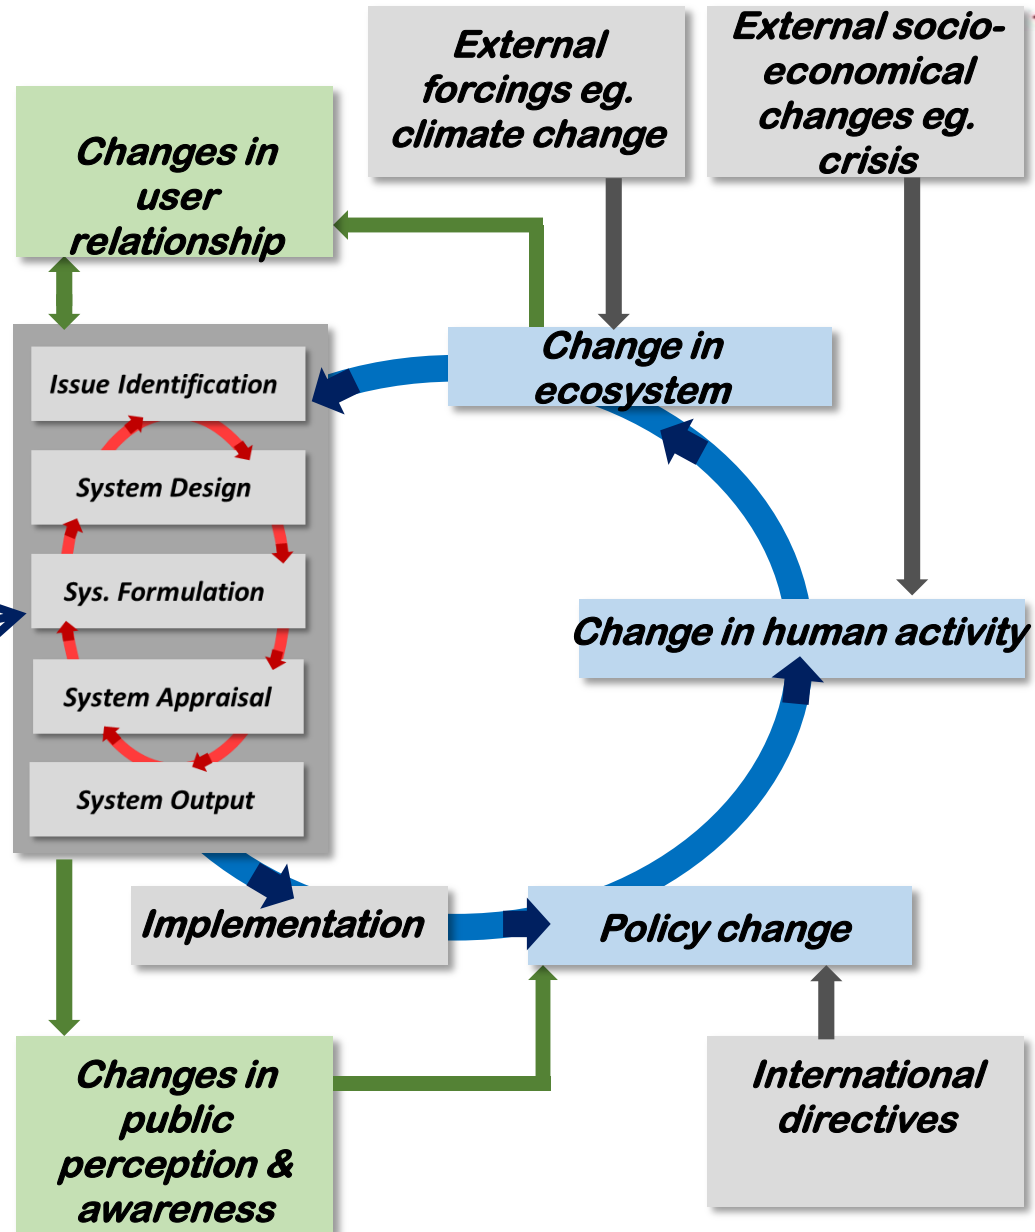 External
forcings eg.
climate change
External socio-
economical
changes eg.
crisis
Changes in
user
relationship
Change in
ecosystem
Issue Identification
System Design
Sys. Formulation
System Appraisal
System Output
Change in human activity
Implementation
Policy change
Changes in
public
perception &
awareness
International
directives